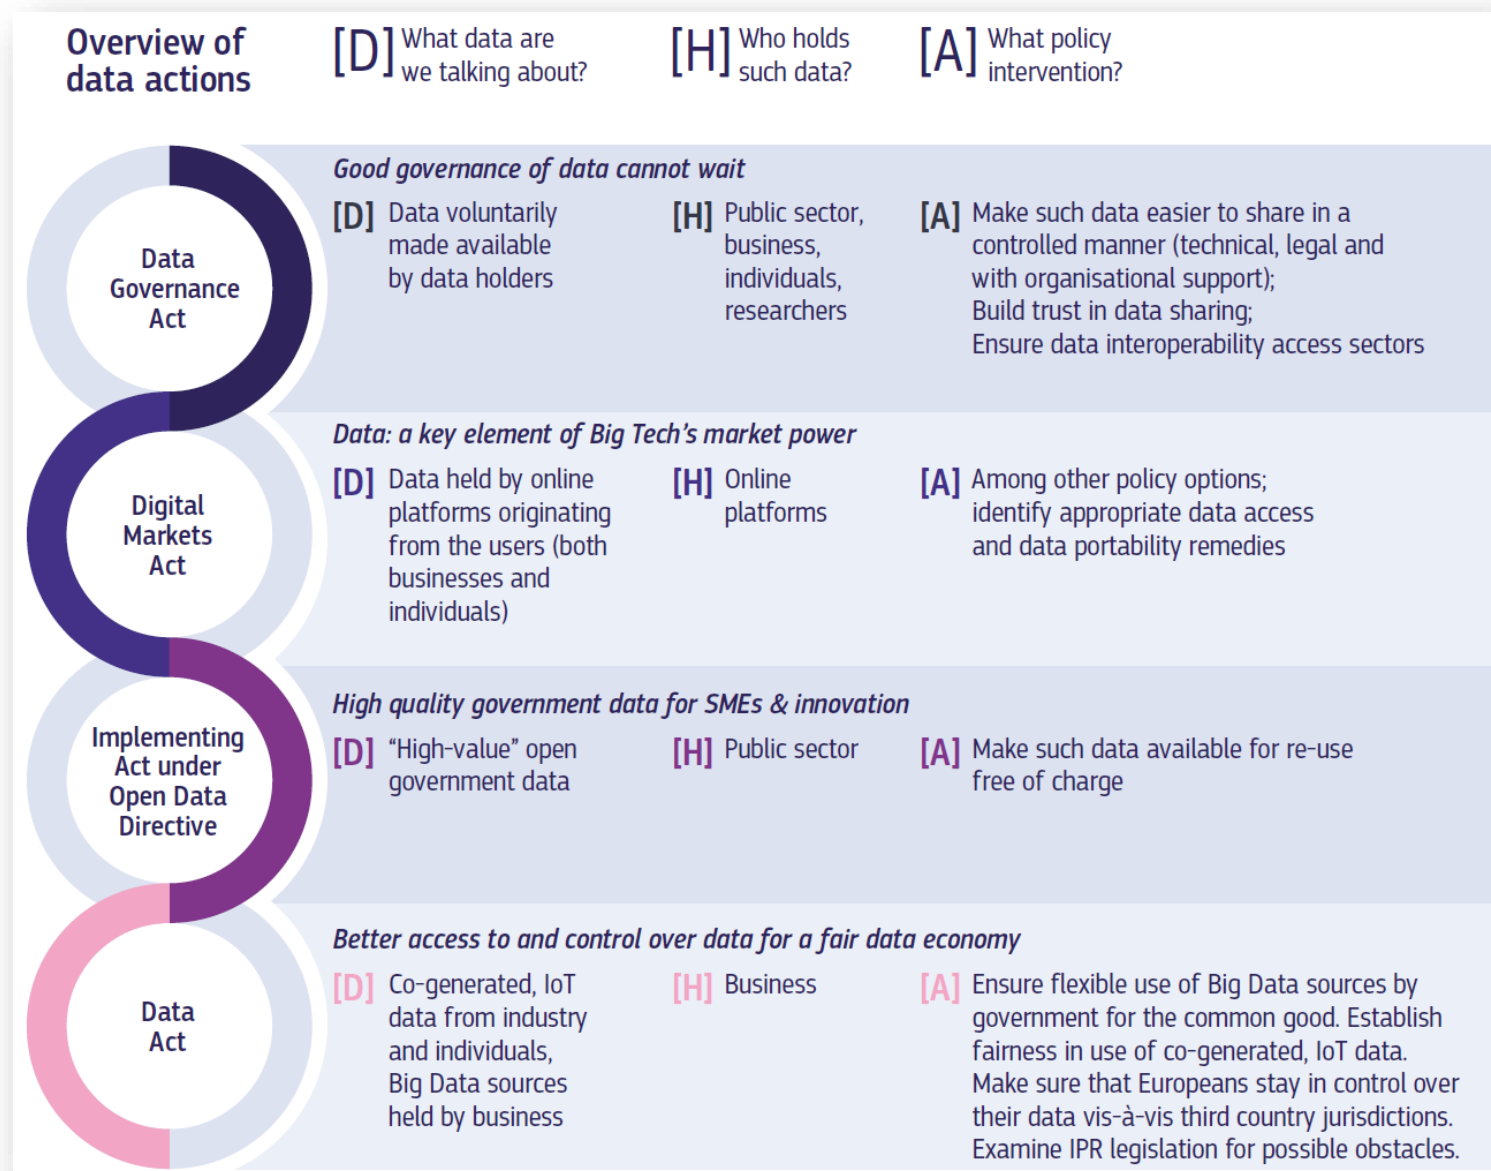 Overview of
data actions
[D] What data are
we talking about?
[H] Who holds
such data?
[A] What policy
intervention?
Data
Governance
Act
Good governance of data cannot wait
[D] Data voluntarily
made available
by data holders
[H] Public sector,
business,
individuals,
researchers
[A] Make such data easier to share in a
controlled manner (technical, legal and
with organisational support);
Build trust in data sharing;
Ensure data interoperability access sectors
Digital
Markets
Act
Data: a key element of Big Tech's market power
[D] Data held by online
platforms originating
from the users (both
businesses and
individuals)
[H] Online
platforms
[A] Among other policy options;
identify appropriate data access
and data portability remedies
Implementing
Act under
Open Data
Directive
High quality government data for SMEs & innovation
[D] “High-value” open
government data
[H] Public sector
[A] Make such data available for re-use
free of charge
Data
Act
Better access to and control over data for a fair data economy
[D] Co-generated, IoT
data from industry
and individuals,
Big Data sources
held by business
[H] Business
[A] Ensure flexible use of Big Data sources by
government for the common good. Establish
fairness in use of co-generated, IoT data.
Make sure that Europeans stay in control over
their data vis-à-vis third country jurisdictions.
Examine IPR legislation for possible obstacles.